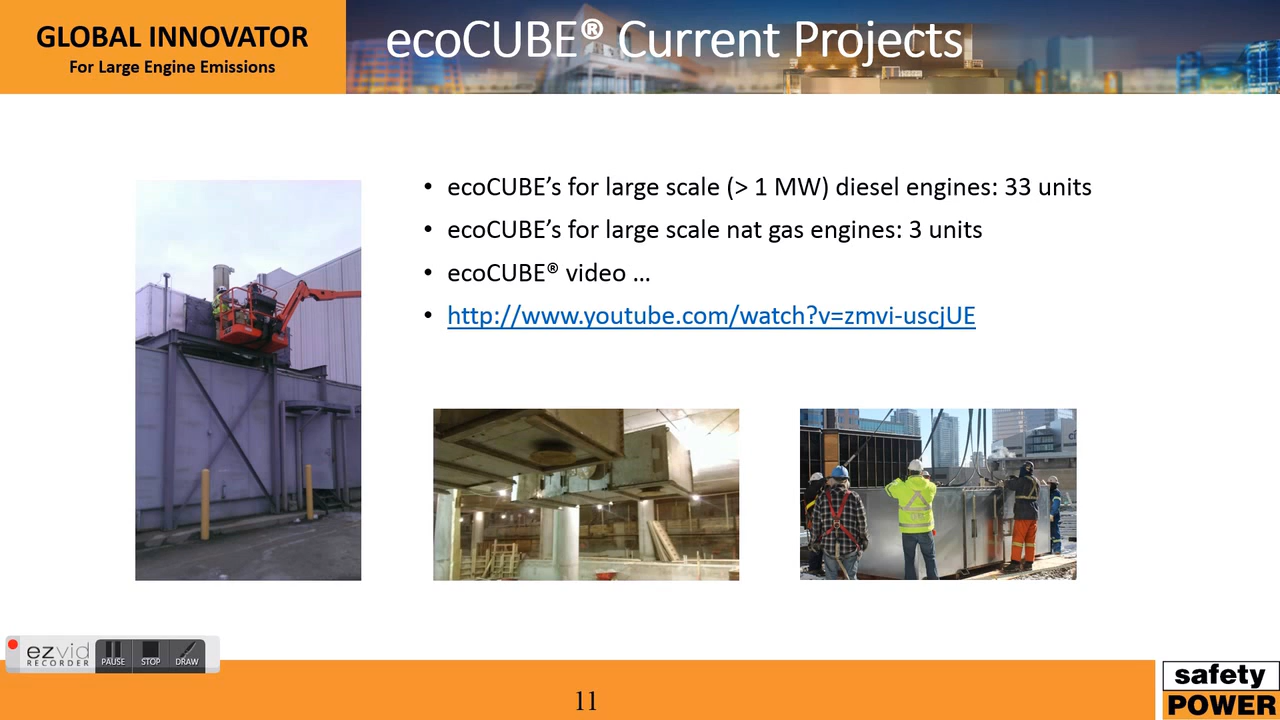 GLOBAL INNOVATOR
For Large Engine Emissions
ecoCUBE® Current Projects
• ecoCUBE’s for large scale (> 1 MW) diesel engines: 33 units
• ecoCUBE’s for large scale nat gas engines: 3 units
• ecoCUBE® video …
• http://www.youtube.com/watch?v=zmvi-uscjUE
ezvid
RECORDER
PAUSE STOP DRAW
11
safety
POWER